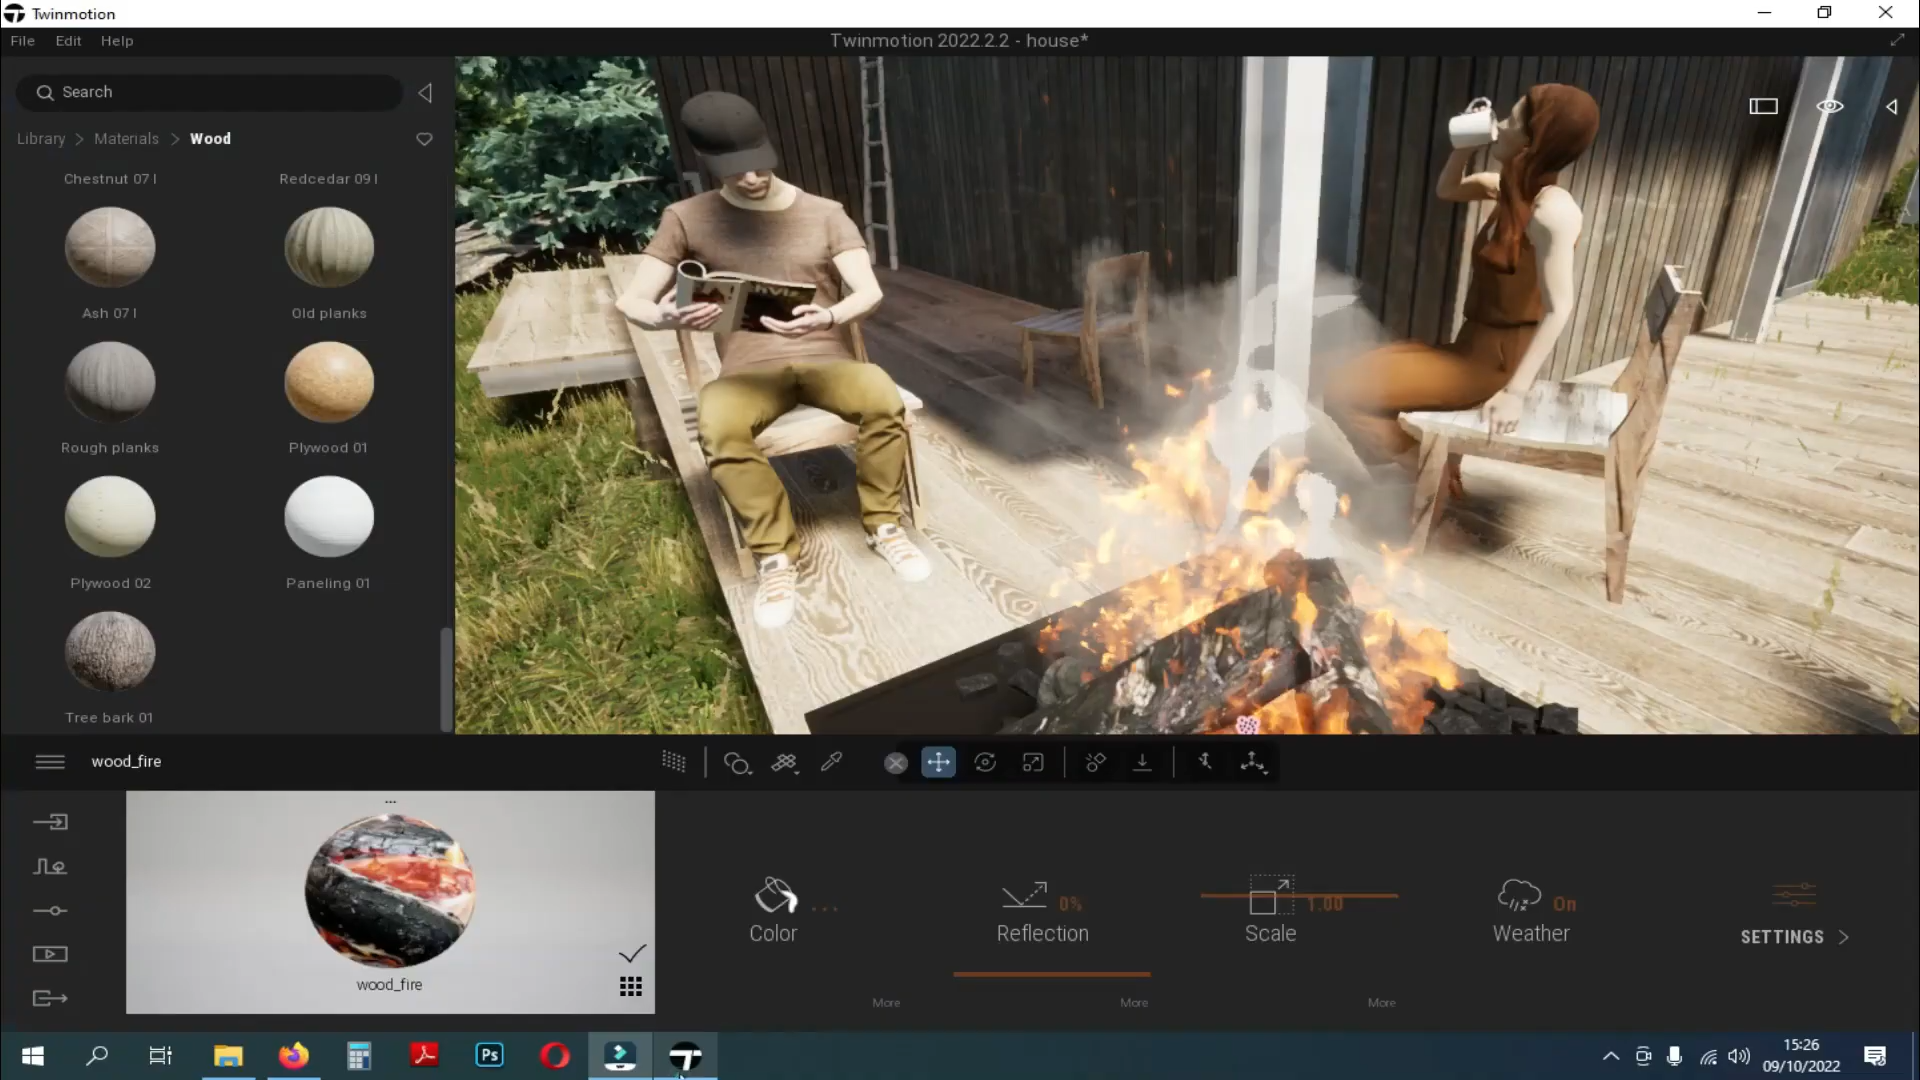 Twinmotion
File Edit Help
Twinmotion 2022.2.2 - house*
Search
Library > Materials > Wood
Chestnut 07 l
Redcedar 09 l
Ash 07 l
Old planks
Rough planks
Plywood 01
Plywood 02
Paneling 01
Tree bark 01
wood_fire
...
wood_fire
Color ...
More
Reflection 0%
More
Scale 1.00
More
Weather On
SETTINGS >
Ps
15:26
09/10/2022